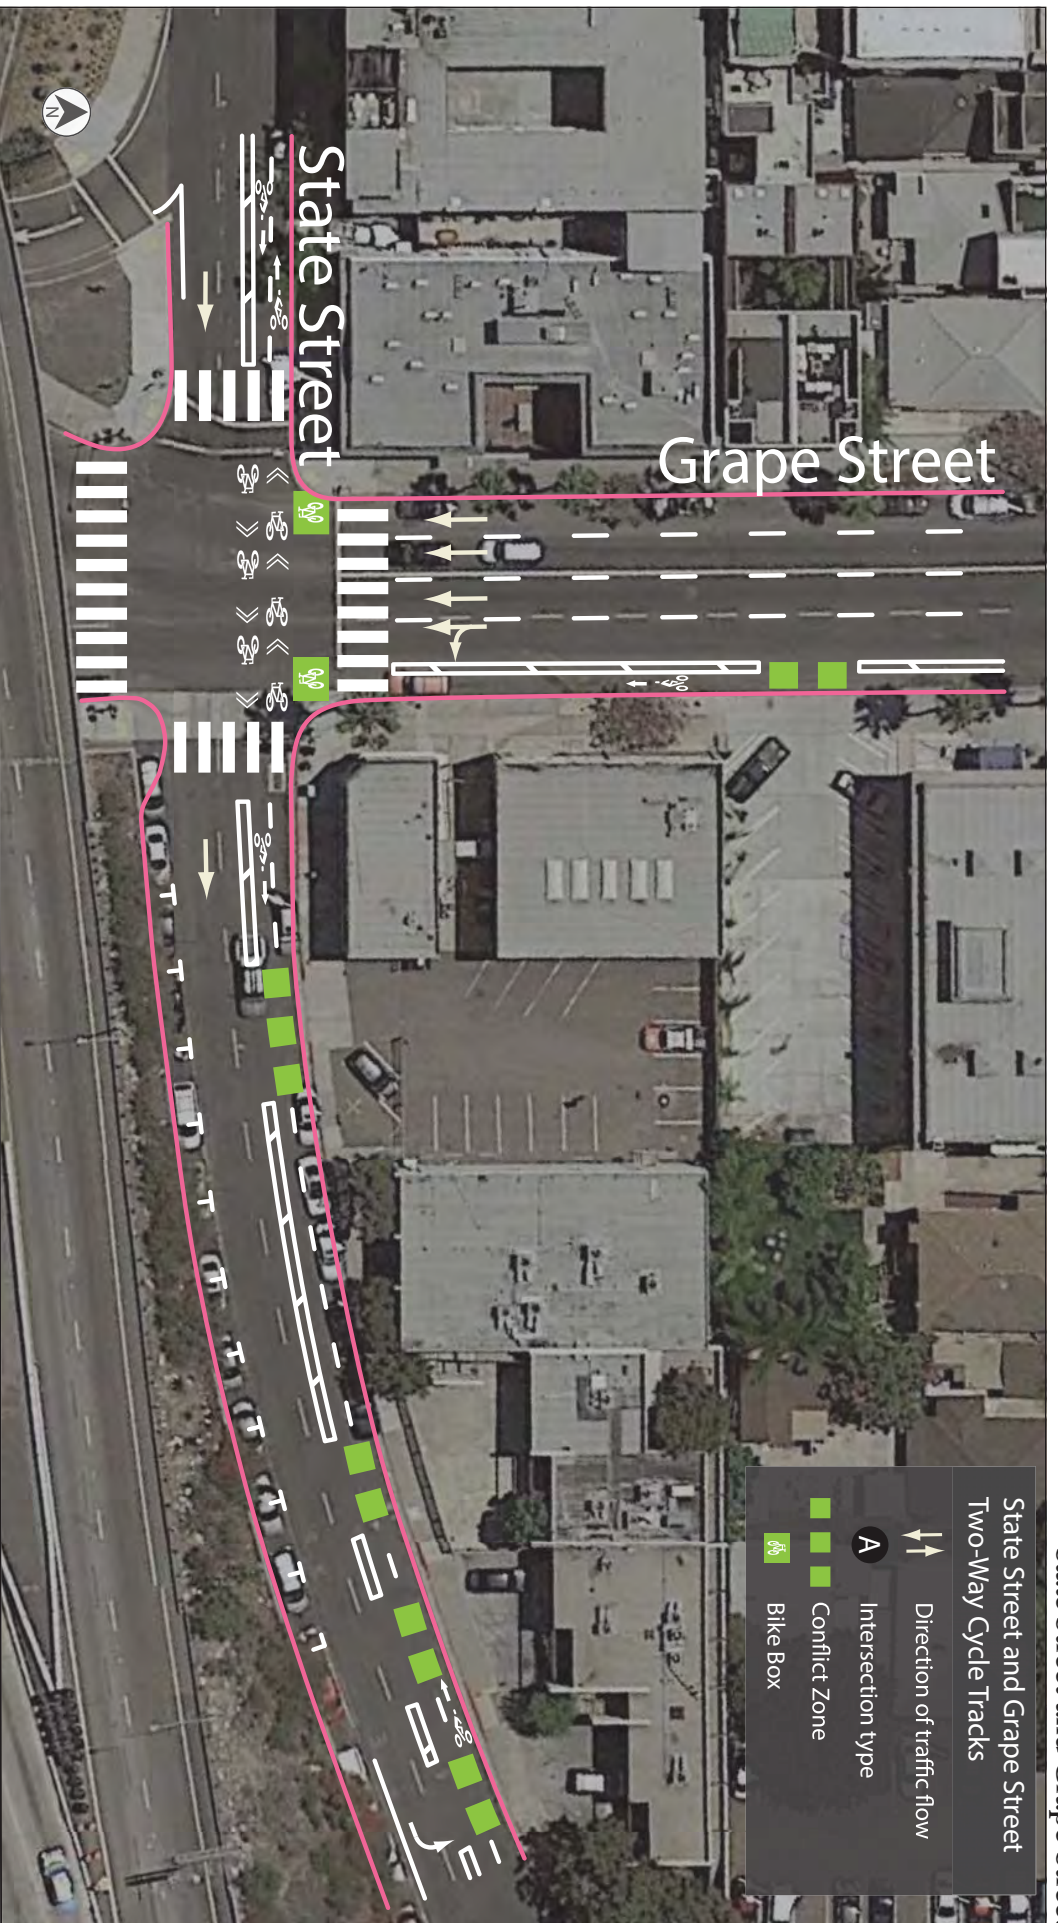 State Street
Grape Street
N
State Street and Grape Street
Two-Way Cycle Tracks
Direction of traffic flow
A
Intersection type
Conflict Zone
Bike Box